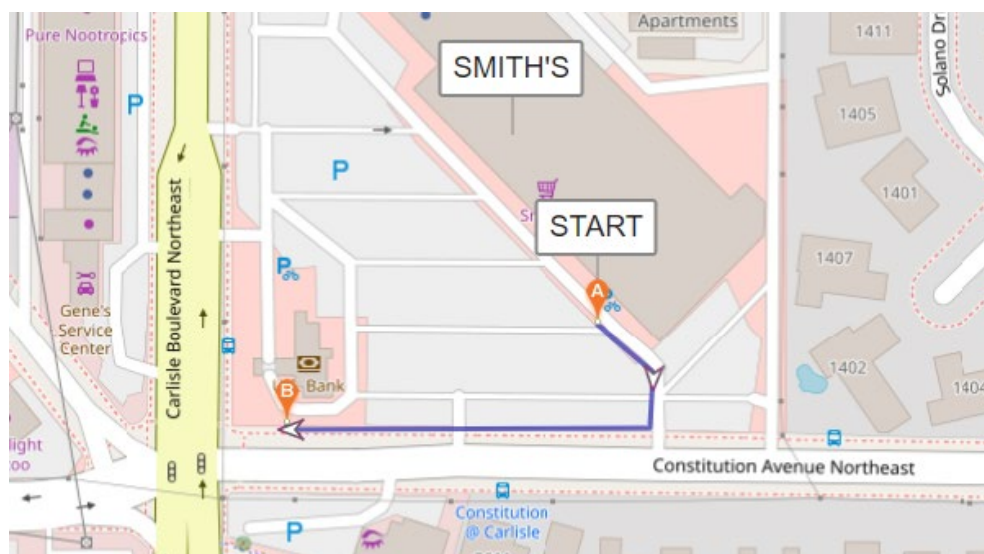 Pure Nootropics
P
SMITH'S
Apartments
1411
Solano Dr
1405
P
1401
START
A
1407
P
Gene's
Service
Center
Carlisle Boulevard Northeast
Bank
B
1402
Constitution Avenue Northeast
Constitution
@ Carlisle
P